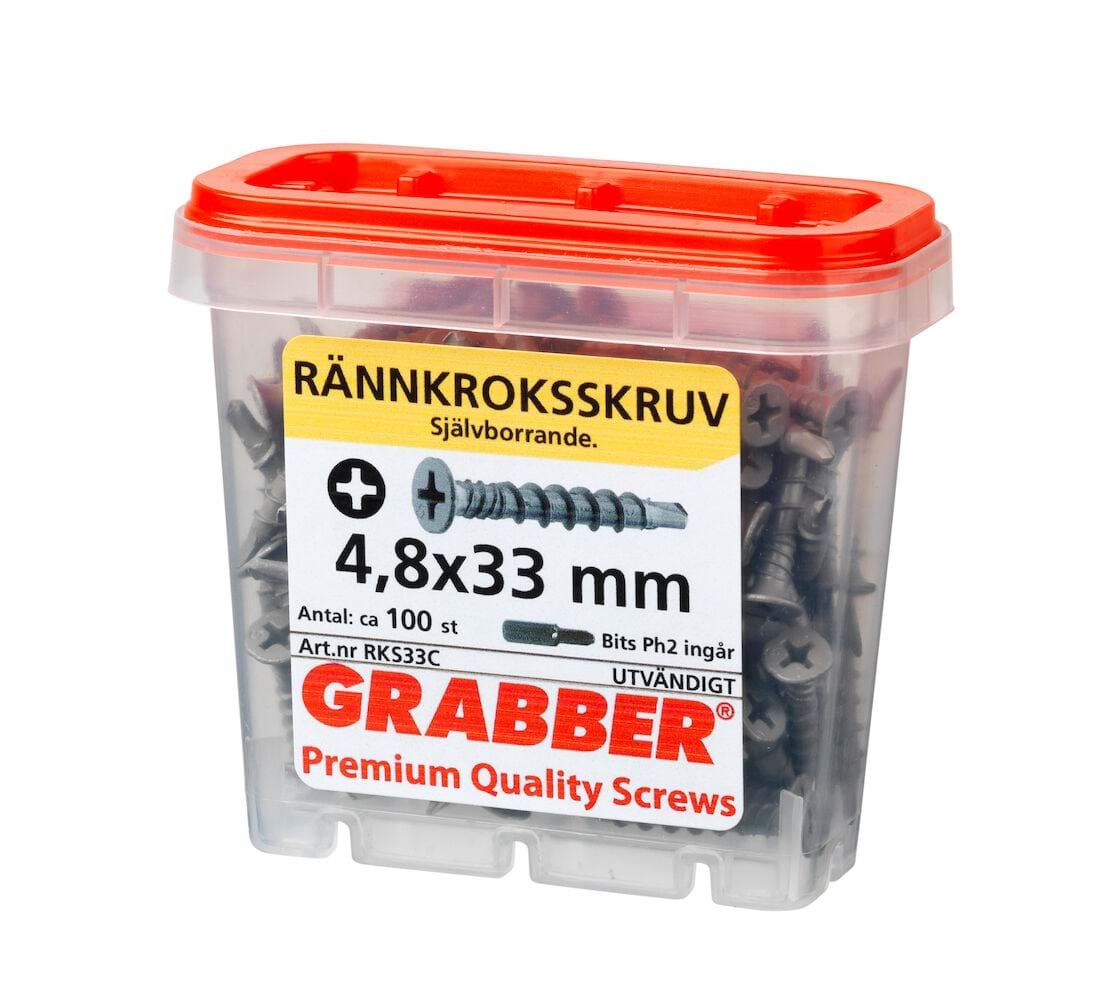 RÄNNKROKSSKRUV
Självborrande.
4,8x33 mm
Antal: ca 100 st
Bits Ph2 ingår
Art.nr RKS33C
UTVÄNDIGT
GRABBER®
Premium Quality Screws